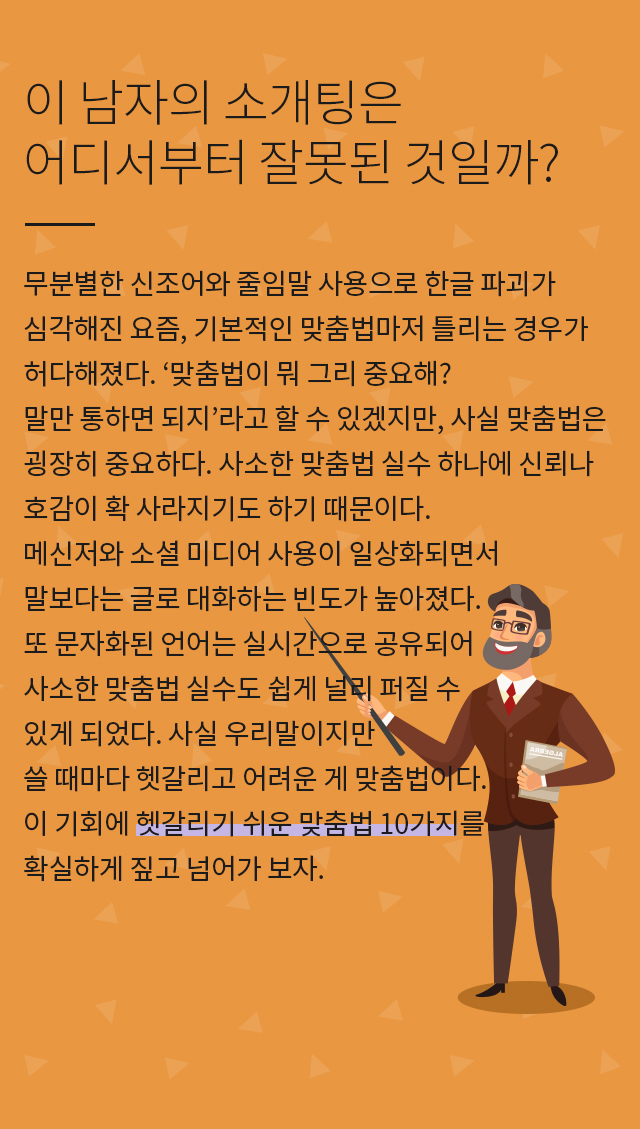 이 남자의 소개팅은
어디서부터 잘못된 것일까?
무분별한 신조어와 줄임말 사용으로 한글 파괴가
심각해진 요즘, 기본적인 맞춤법마저 틀리는 경우가
허다해졌다. ‘맞춤법이 뭐 그리 중요해?
말만 통하면 되지’라고 할 수 있겠지만, 사실 맞춤법은
굉장히 중요하다. 사소한 맞춤법 실수 하나에 신뢰나
호감이 확 사라지기도 하기 때문이다.
메신저와 소셜 미디어 사용이 일상화되면서
말보다는 글로 대화하는 빈도가 높아졌다.
또 문자화된 언어는 실시간으로 공유되어
사소한 맞춤법 실수도 쉽게 널리 퍼질 수
있게 되었다. 사실 우리말이지만
쓸 때마다 헷갈리고 어려운 게 맞춤법이다.
이 기회에 헷갈리기 쉬운 맞춤법 10가지를
확실하게 짚고 넘어가 보자.
ALGEBRA